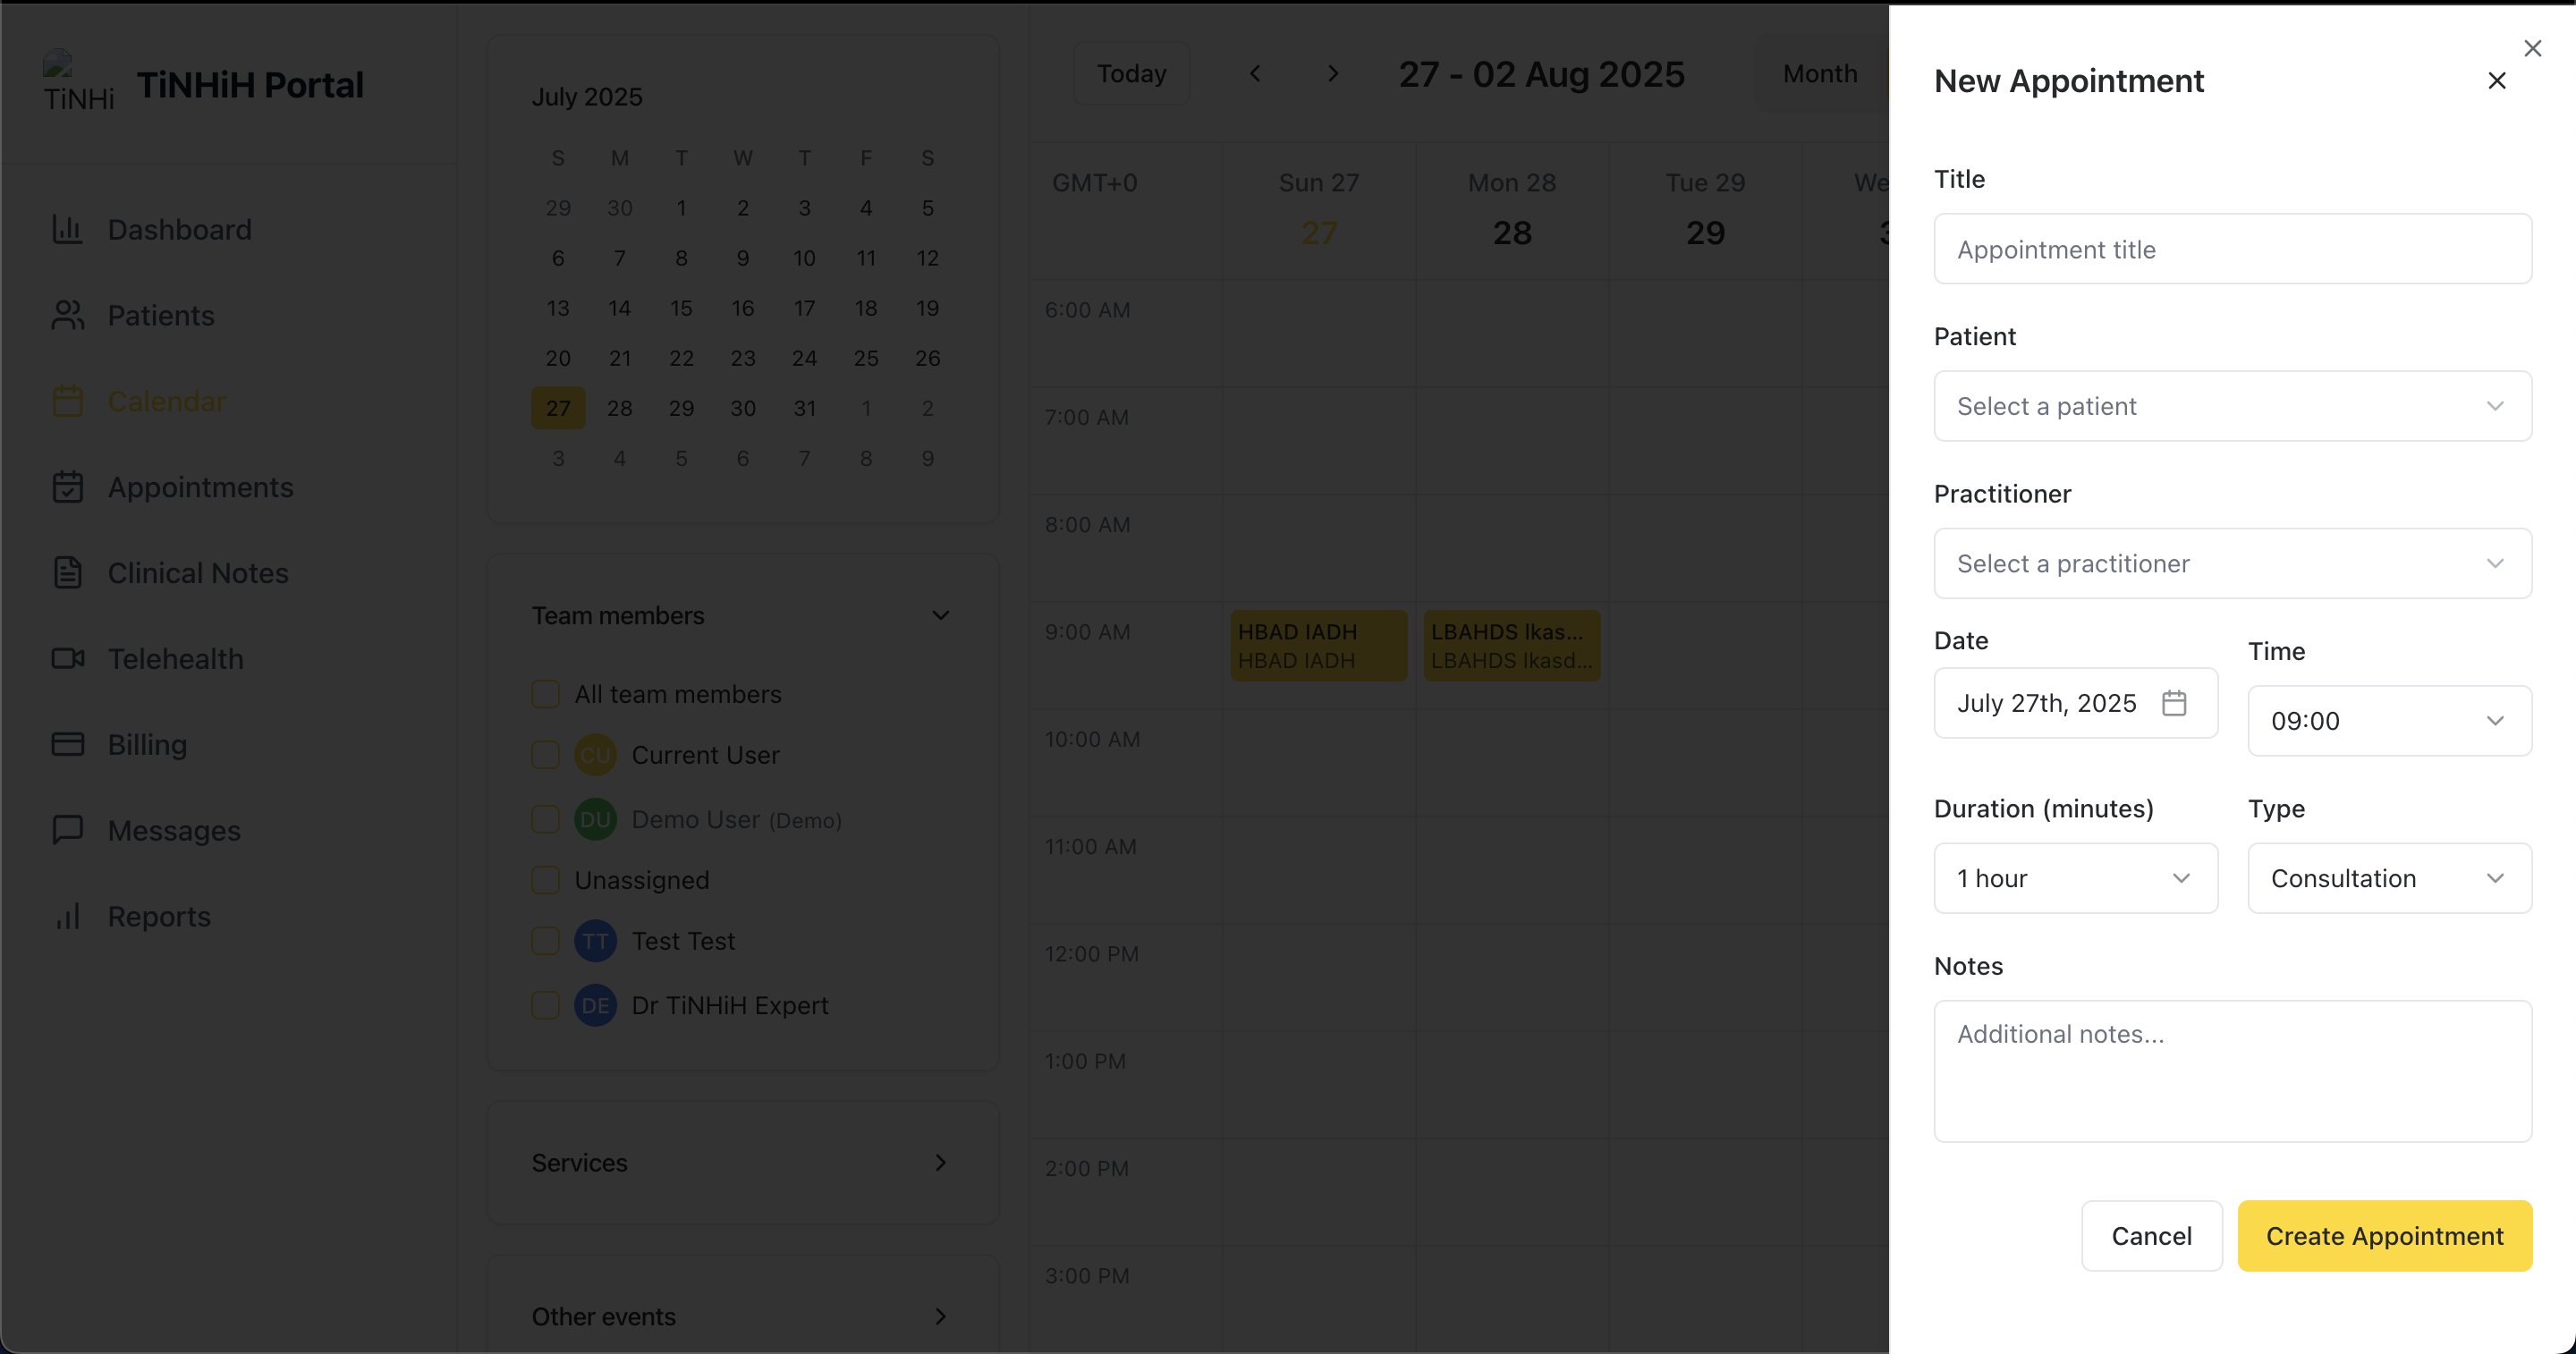 TiNHi
TiNHiH Portal
Dashboard
Patients
Calendar
Appointments
Clinical Notes
Telehealth
Billing
Messages
Reports
July 2025
S M T W T F S
29 30 1 2 3 4 5
6 7 8 9 10 11 12
13 14 15 16 17 18 19
20 21 22 23 24 25 26
27 28 29 30 31 1 2
3 4 5 6 7 8 9
Team members
All team members
CU Current User
DU Demo User (Demo)
Unassigned
TT Test Test
DE Dr TiNHiH Expert
Services
Other events
Today
27 - 02 Aug 2025
Month
GMT+0
Sun 27
27
Mon 28
28
Tue 29
29
We
6:00 AM
7:00 AM
8:00 AM
9:00 AM
HBAD IADH
HBAD IADH
LBAHDS lkas...
LBAHDS lkasd...
10:00 AM
11:00 AM
12:00 PM
1:00 PM
2:00 PM
3:00 PM
New Appointment
Title
Appointment title
Patient
Select a patient
Practitioner
Select a practitioner
Date
July 27th, 2025
Time
09:00
Duration (minutes)
1 hour
Type
Consultation
Notes
Additional notes...
Cancel
Create Appointment